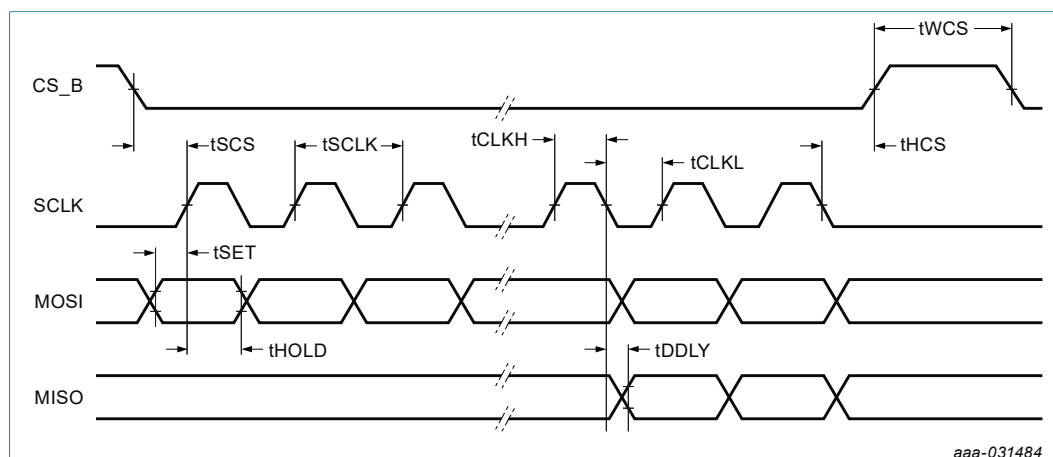 tWCS
CS_B
tSCS
tSCLK
tCLKH
tCLKL
tHCS
SCLK
tSET
MOSI
tHOLD
tDDLY
MISO
aaa-031484